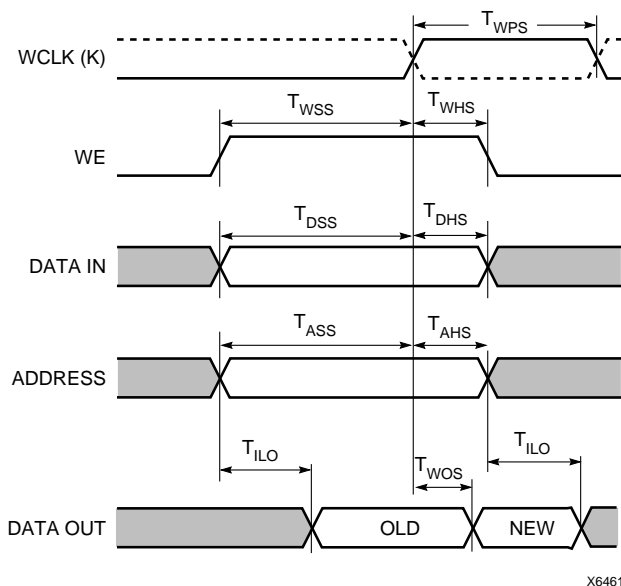 T_WPS
WCLK (K)
T_WSS T_WHS
WE
T_DSS T_DHS
DATA IN
T_ASS T_AHS
ADDRESS
T_ILO T_WOS T_ILO
DATA OUT OLD NEW
X6461